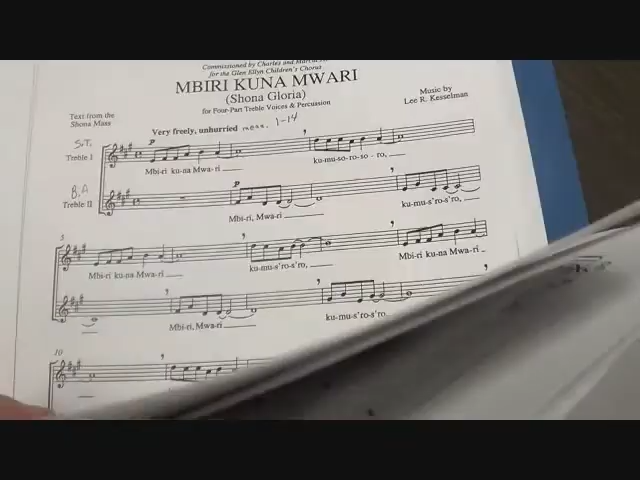 Commissioned by Charles and
for the Glen Ellyn Children's Chorus
MBIRI KUNA MWARI
(Shona Gloria)
for Four-Part Treble Voices & Percussion
Text from the
Shona Mass
Music by
Lee R. Kesselman
Very freely, unhurried meas. 1-14
S.T.
Treble I
p
Mbi-ri ku-na Mwa-ri ku-mu-so-ro-so - ro,
B.A
Treble II
p
Mbi-ri, Mwa-ri ku-mu-s'ro-s'ro,
5
Mbi-ri ku-na Mwa-ri ku-mu-s'ro-s'ro, Mbi-ri ku-na Mwa-ri
Mbi-ri, Mwa-ri ku-mu-s'ro-s'ro,
10